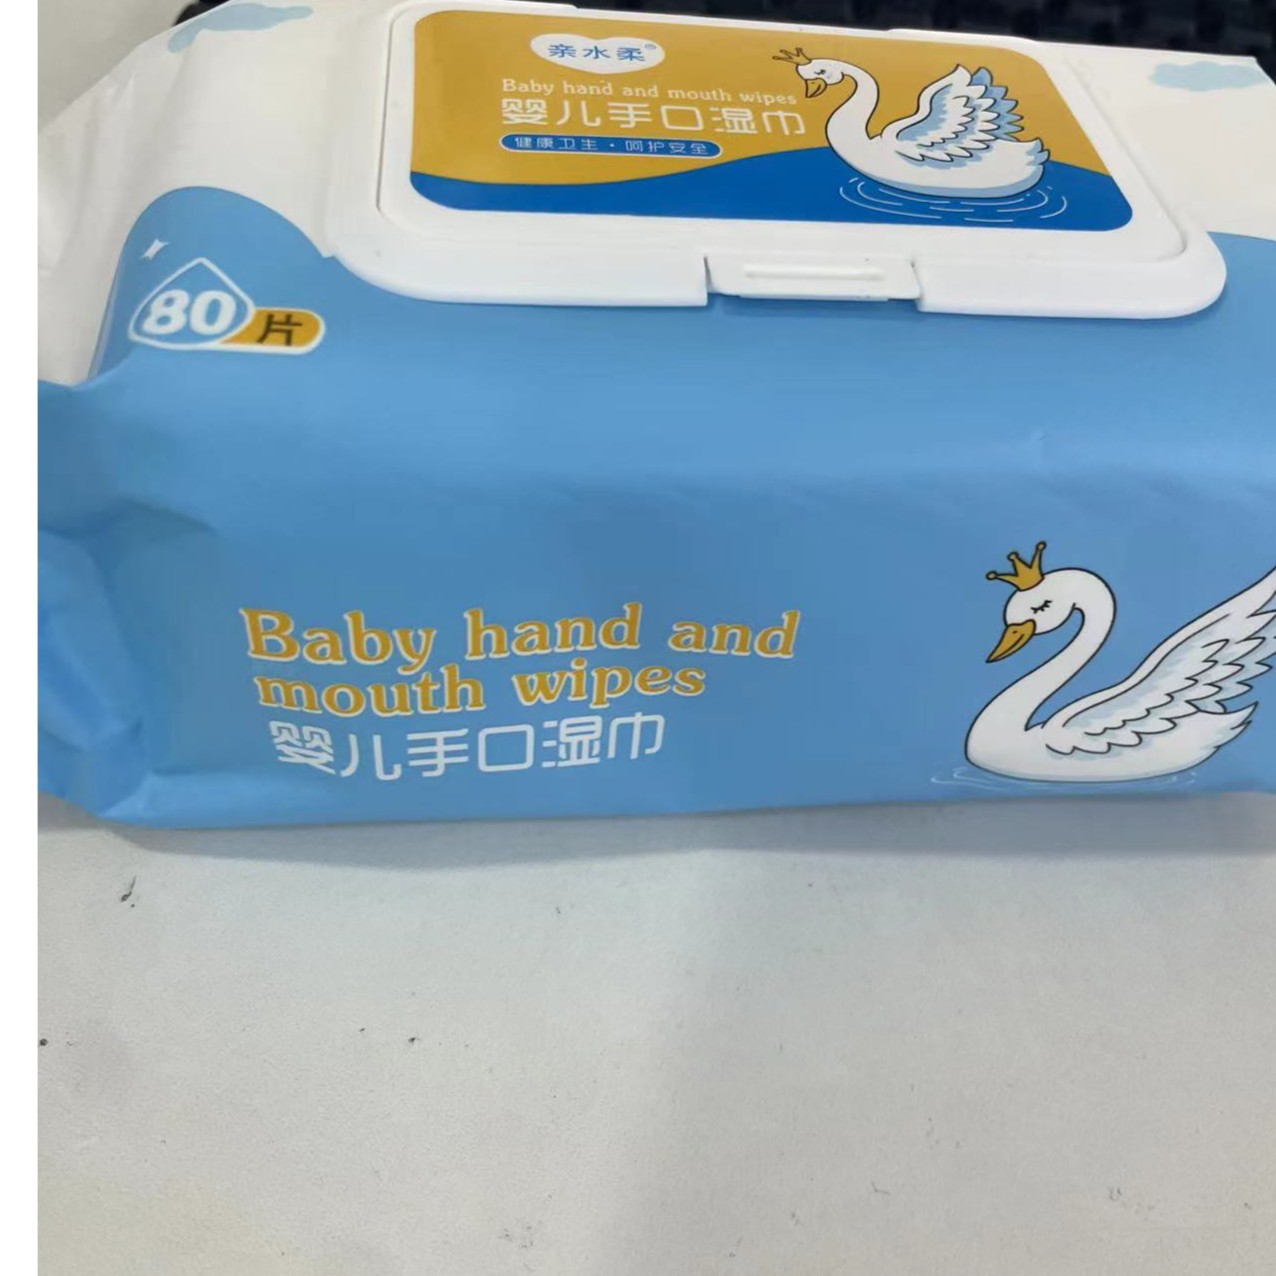 亲水柔®
Baby hand and mouth wipes
婴儿手口湿巾
健康卫生·呵护安全
80片
Baby hand and
mouth wipes
婴儿手口湿巾